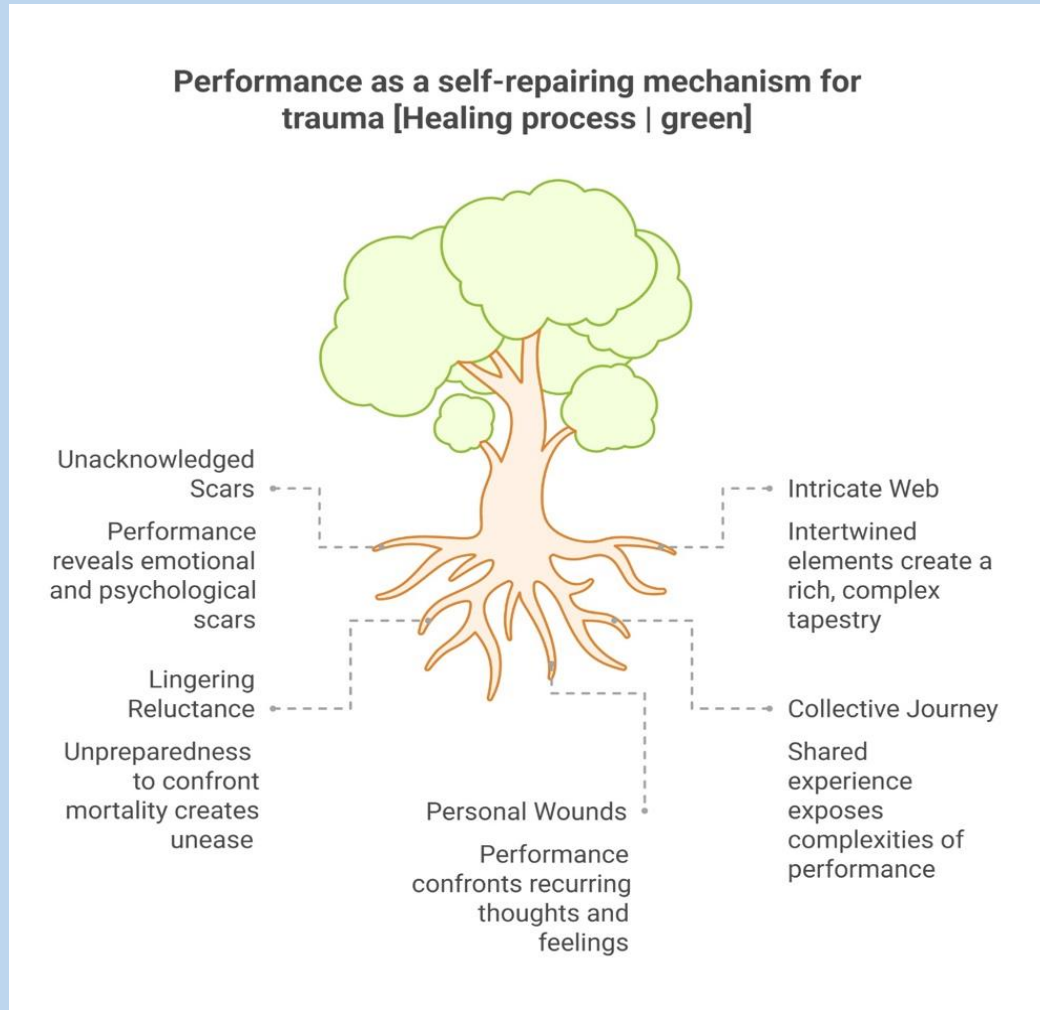 Performance as a self-repairing mechanism for
trauma [Healing process | green]
Unacknowledged
Scars
Performance
reveals emotional
and psychological
scars
Lingering
Reluctance
Unpreparedness
to confront
mortality creates
unease
Personal Wounds
Performance
confronts recurring
thoughts and
feelings
Intricate Web
Intertwined
elements create a
rich, complex
tapestry
Collective Journey
Shared
experience
exposes
complexities of
performance